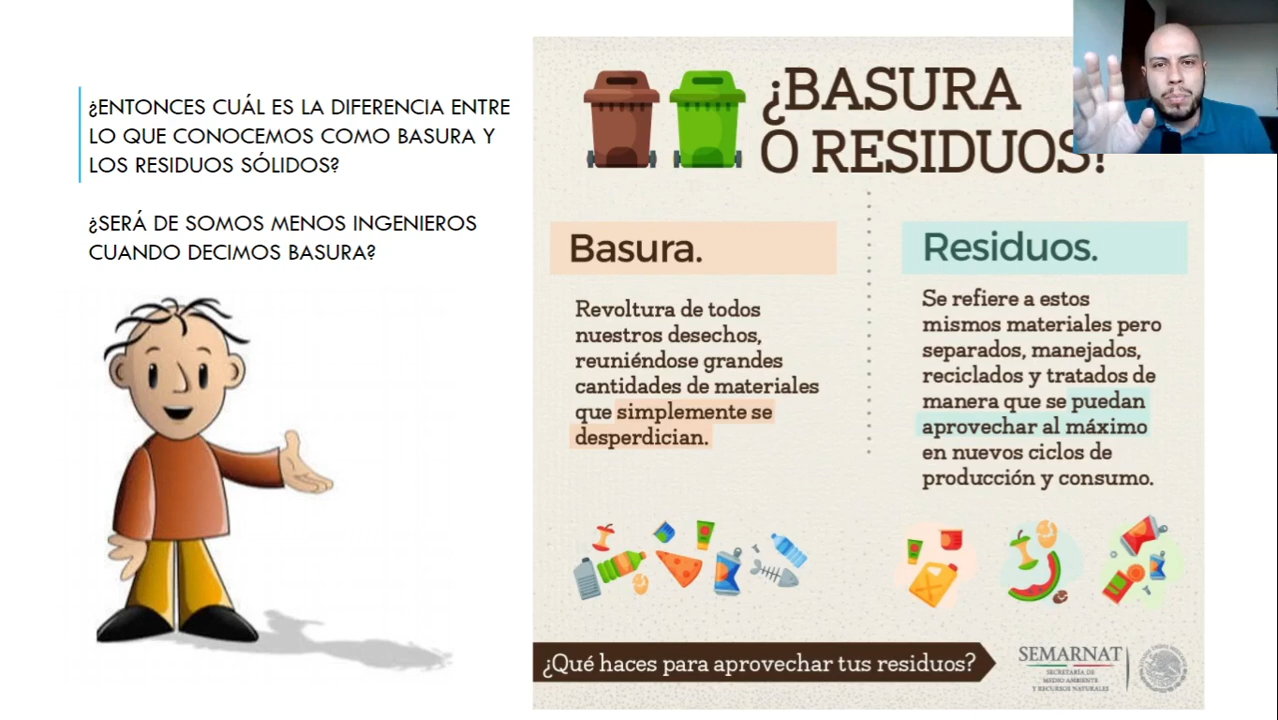 ¿ENTONCES CUÁL ES LA DIFERENCIA ENTRE
LO QUE CONOCEMOS COMO BASURA Y
LOS RESIDUOS SÓLIDOS?
¿SERÁ DE SOMOS MENOS INGENIEROS
CUANDO DECIMOS BASURA?
¿BASURA
O RESIDUOS?
Basura.
Revoltura de todos
nuestros desechos,
reuniéndose grandes
cantidades de materiales
que simplemente se
desperdician.
Residuos.
Se refiere a estos
mismos materiales pero
separados, manejados,
reciclados y tratados de
manera que se puedan
aprovechar al máximo
en nuevos ciclos de
producción y consumo.
¿Qué haces para aprovechar tus residuos?
SEMARNAT
SECRETARÍA DE
MEDIO AMBIENTE
Y RECURSOS NATURALES